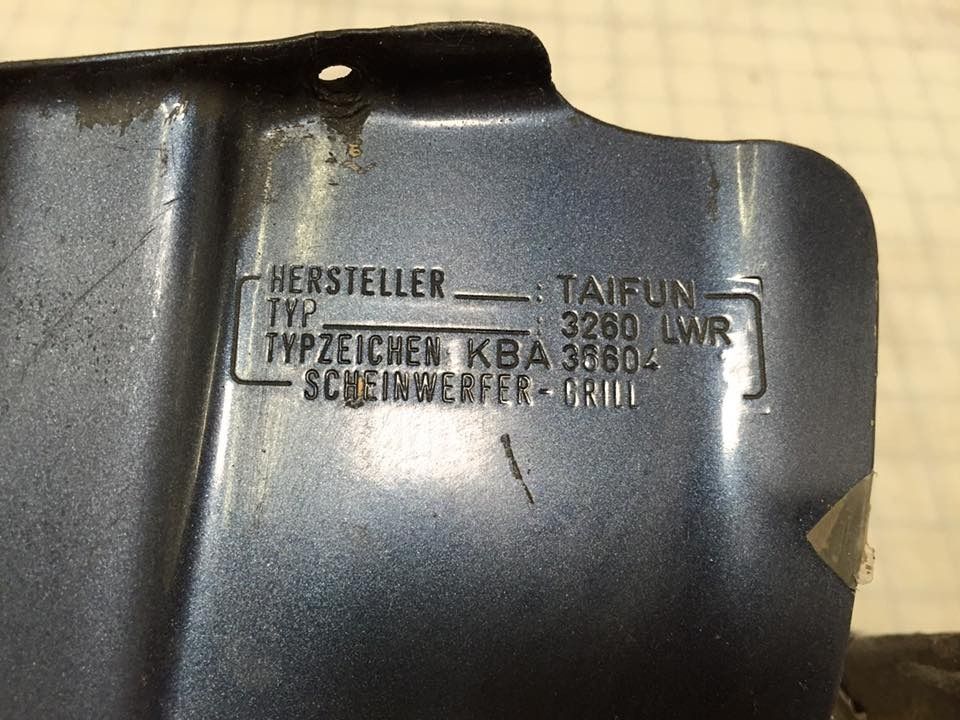 HERSTELLER : TAIFUN
TYP : 3260 LWR
TYPZEICHEN KBA 36604
SCHEINWERFER-GRILL